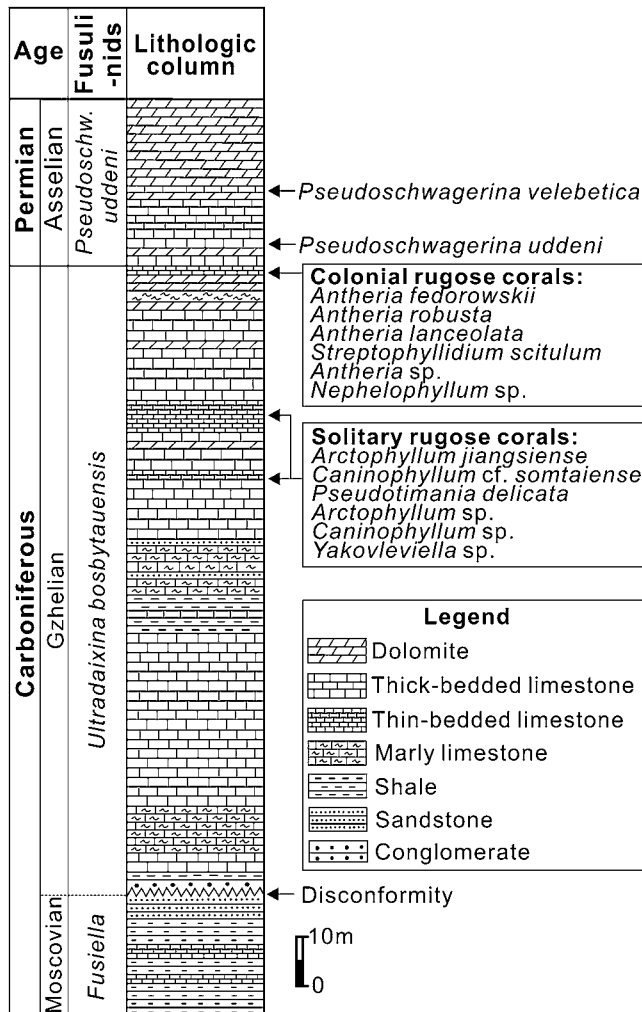 Age
Fusuli
-nids
Lithologic
column
Permian
Asselian
Pseudoschw.
uddeni
Pseudoschwagerina velebetica
Pseudoschwagerina uddeni
Carboniferous
Gzhelian
Ultradaixina bosbytauensis
Colonial rugose corals:
Antheria fedorowskii
Antheria robusta
Antheria lanceolata
Streptophyllidium scitulum
Antheria sp.
Nephelophyllum sp.
Solitary rugose corals:
Arctophyllum jiangsiense
Caninophyllum cf. somtaiense
Pseudotimania delicata
Arctophyllum sp.
Caninophyllum sp.
Yakovleviella sp.
Legend
Dolomite
Thick-bedded limestone
Thin-bedded limestone
Marly limestone
Shale
Sandstone
Conglomerate
Disconformity
Moscovian
Fusiella
10m
0